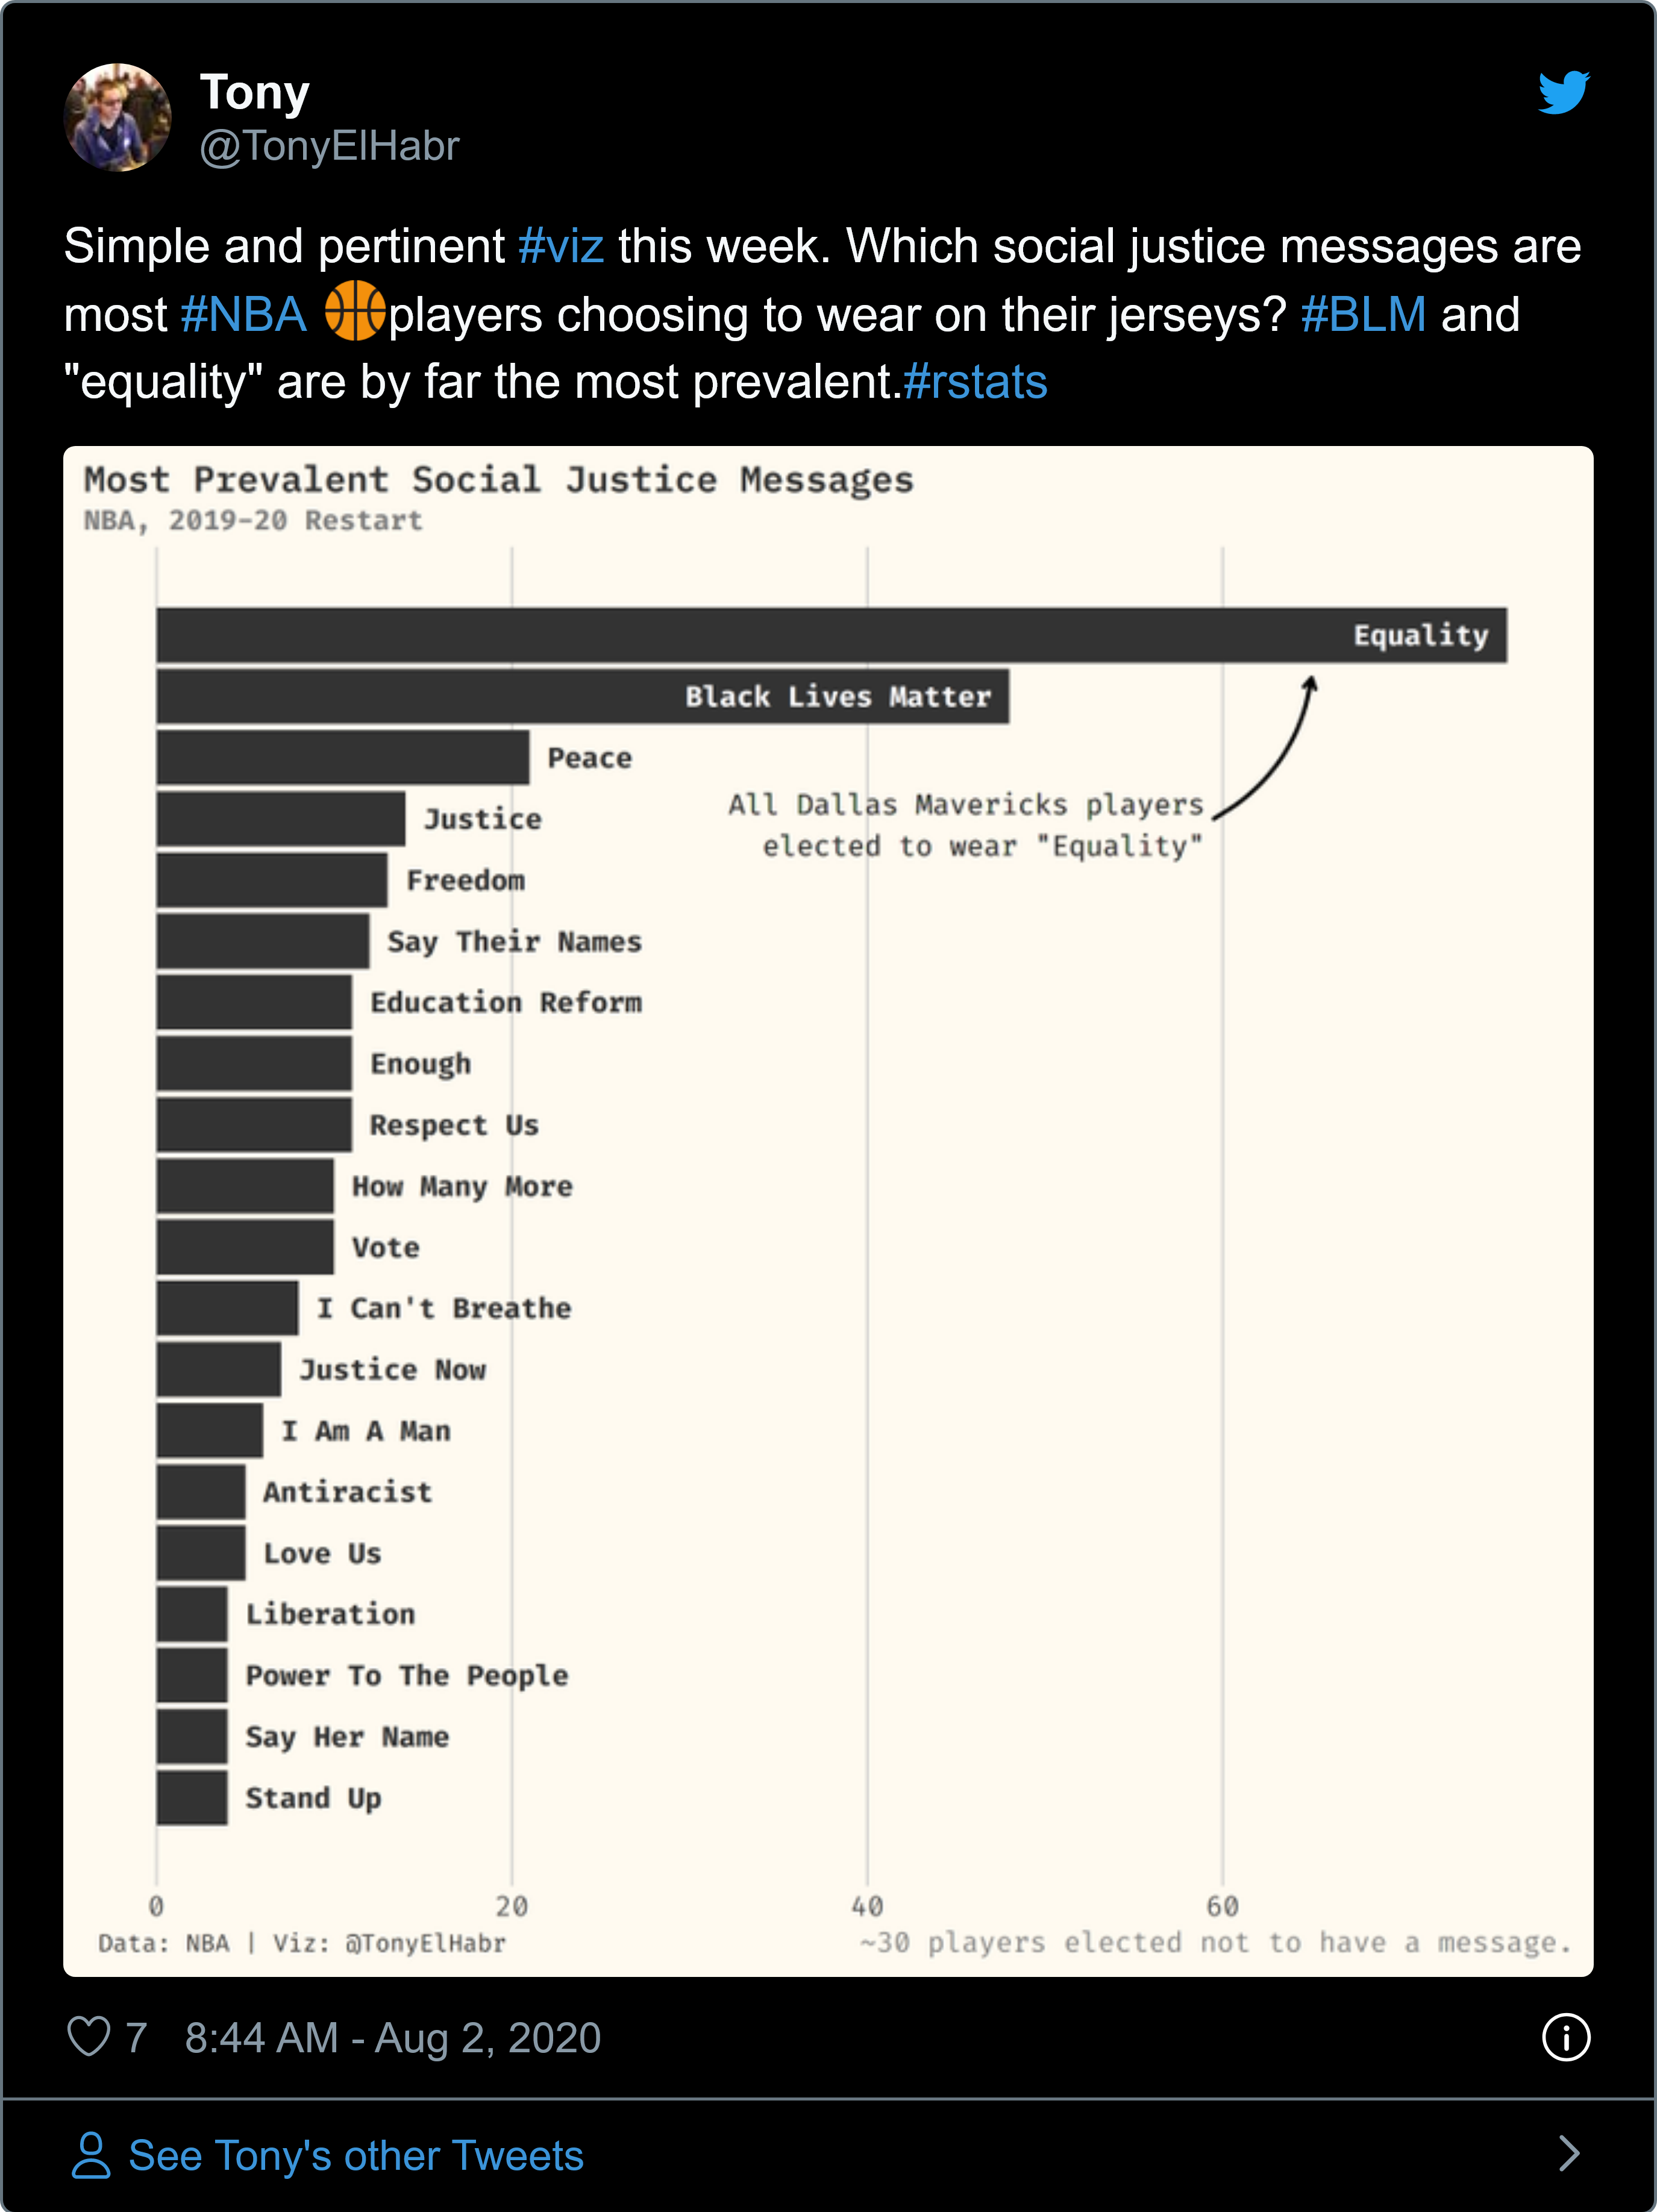 Tony
@TonyElHabr
Simple and pertinent #viz this week. Which social justice messages are
most #NBA 🏀players choosing to wear on their jerseys? #BLM and
"equality" are by far the most prevalent.#rstats
Most Prevalent Social Justice Messages
NBA, 2019-20 Restart
Equality
Black Lives Matter
Peace
All Dallas Mavericks players
elected to wear "Equality"
Justice
Freedom
Say Their Names
Education Reform
Enough
Respect Us
How Many More
Vote
I Can't Breathe
Justice Now
I Am A Man
Antiracist
Love Us
Liberation
Power To The People
Say Her Name
Stand Up
0 20 40 60
Data: NBA | Viz: @TonyElHabr
~30 players elected not to have a message.
7 8:44 AM - Aug 2, 2020
See Tony's other Tweets